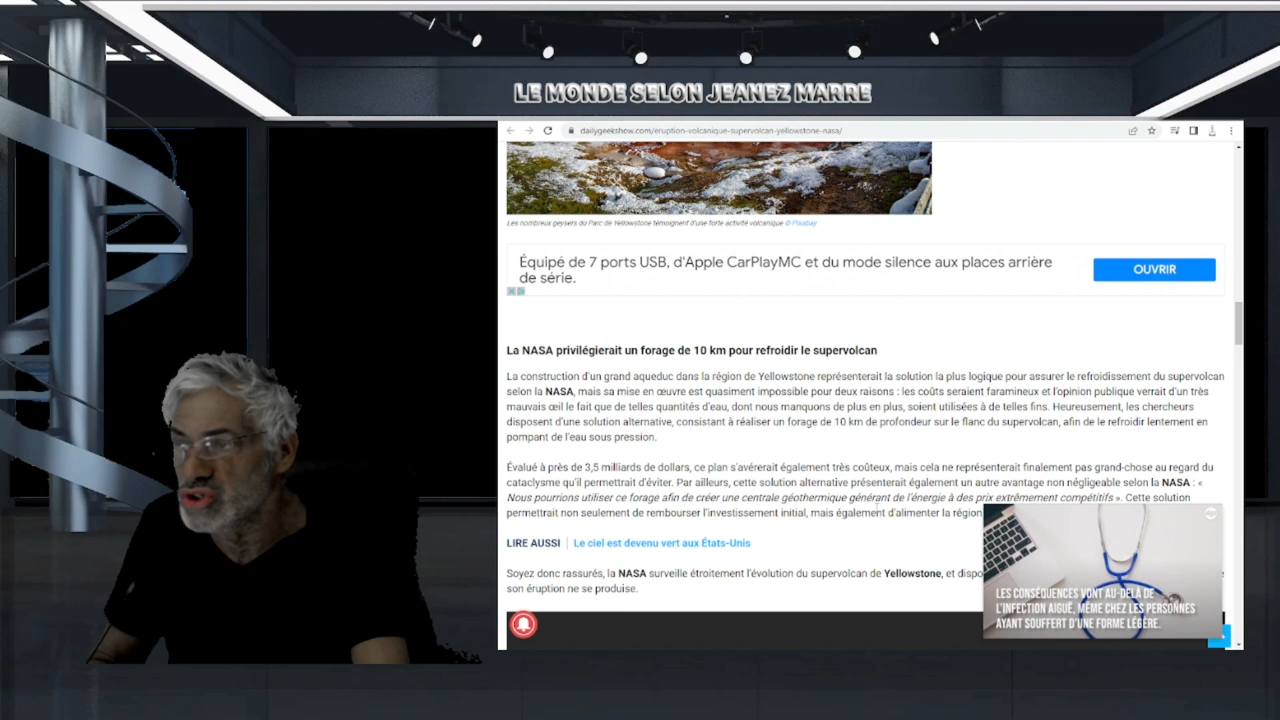 LE MONDE SELON JEANEZ MARRE
dailygeekshow.com/eruption-volcanique-supervolcan-yellowstone-nasa/
Les nombreux geysers du Parc de Yellowstone témoignent d'une forte activité volcanique © Pixabay
Équipé de 7 ports USB, d'Apple CarPlayMC et du mode silence aux places arrière
de série.
OUVRIR
La NASA privilégierait un forage de 10 km pour refroidir le supervolcan
La construction d'un grand aqueduc dans la région de Yellowstone représenterait la solution la plus logique pour assurer le refroidissement du supervolcan
selon la NASA, mais sa mise en œuvre est quasiment impossible pour deux raisons : les coûts seraient faramineux et l'opinion publique verrait d'un très
mauvais œil le fait que de telles quantités d'eau, dont nous manquons de plus en plus, soient utilisées à de telles fins. Heureusement, les chercheurs
disposent d'une solution alternative, consistant à réaliser un forage de 10 km de profondeur sur le flanc du supervolcan, afin de le refroidir lentement en
pompant de l'eau sous pression.
Évalué à près de 3,5 milliards de dollars, ce plan s'avérerait également très coûteux, mais cela ne représenterait finalement pas grand-chose au regard du
cataclysme qu'il permettrait d'éviter. Par ailleurs, cette solution alternative présenterait également un autre avantage non négligeable selon la NASA : «
Nous pourrions utiliser ce forage afin de créer une centrale géothermique générant de l'énergie à des prix extrêmement compétitifs ». Cette solution
permettrait non seulement de rembourser l'investissement initial, mais également d'alimenter la région
LIRE AUSSI Le ciel est devenu vert aux États-Unis
Soyez donc rassurés, la NASA surveille étroitement l'évolution du supervolcan de Yellowstone, et dispo
son éruption ne se produise.
LES CONSÉQUENCES VONT AU-DELÀ DE
L'INFECTION AIGUË, MÊME CHEZ LES PERSONNES
AYANT SOUFFERT D'UNE FORME LÉGÈRE.